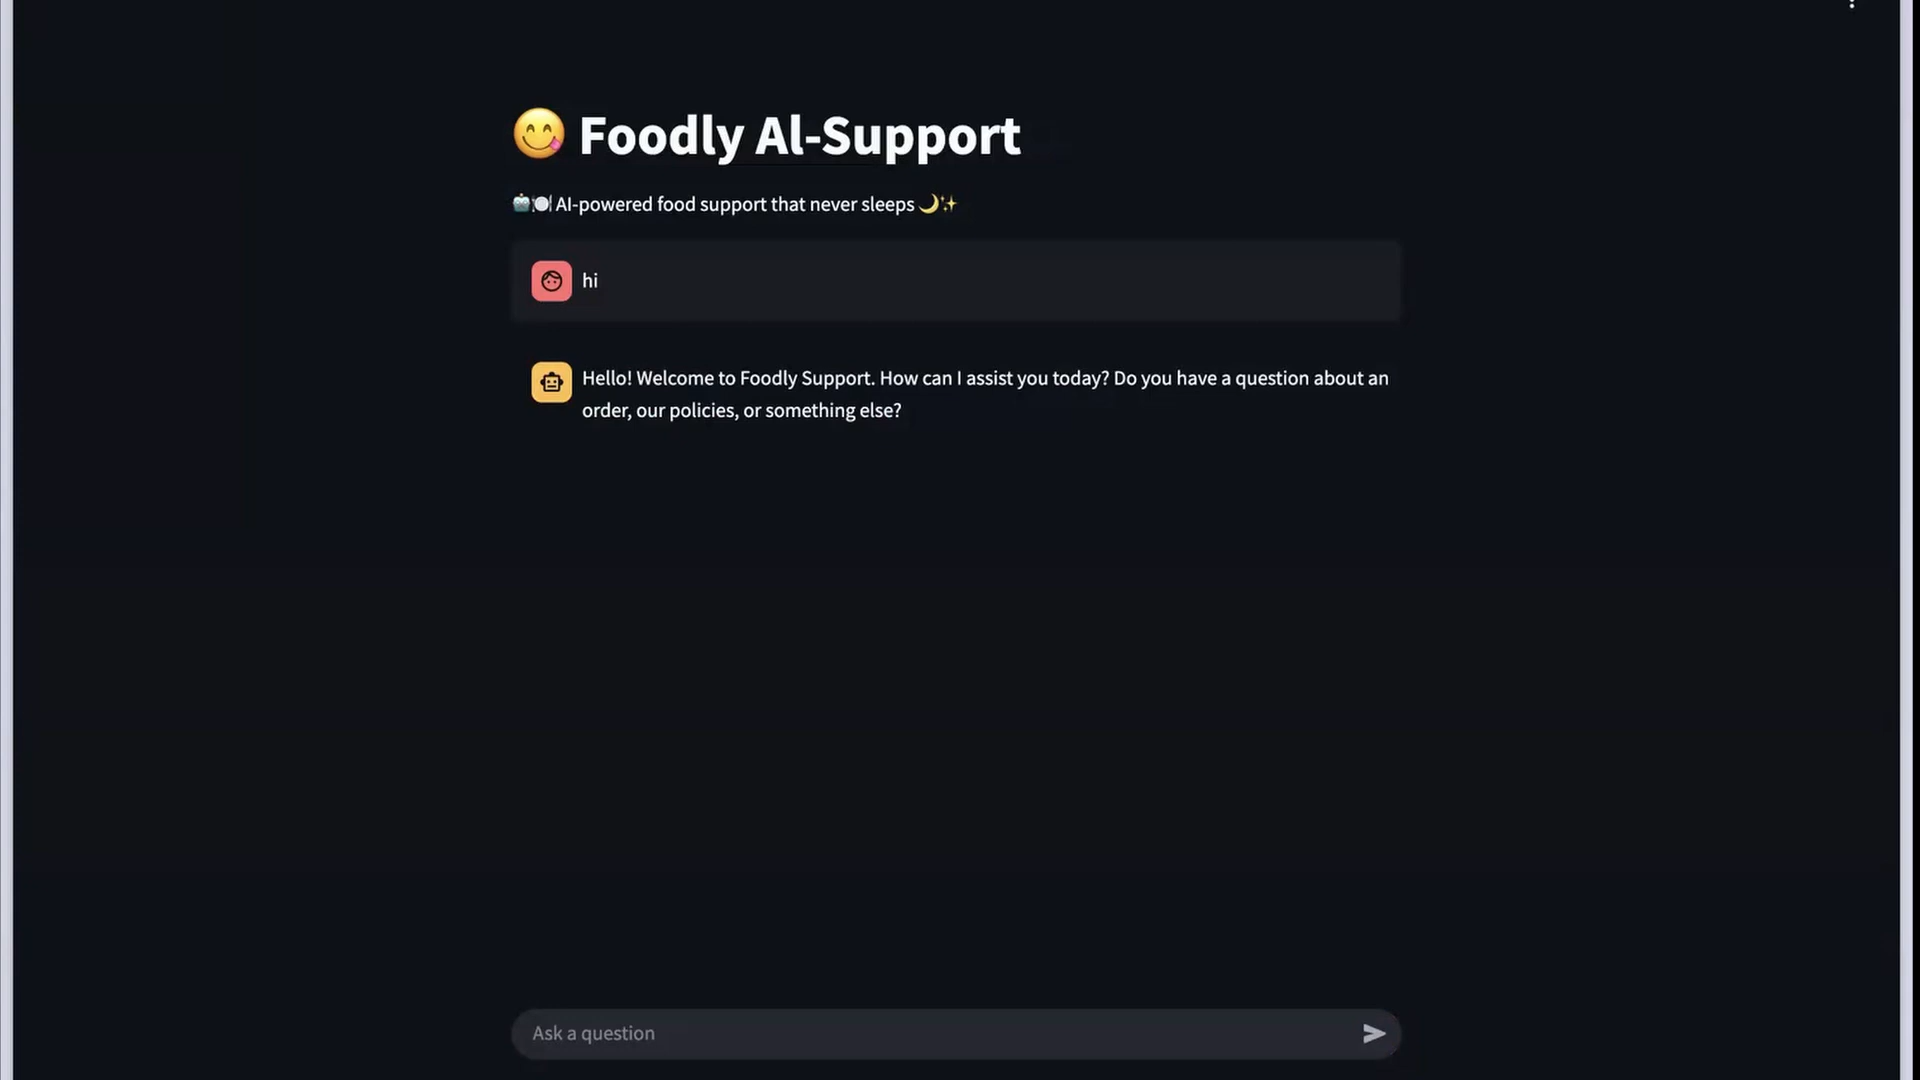 😋 Foodly Al-Support
🤖🍽️ AI-powered food support that never sleeps 🌙✨
hi
Hello! Welcome to Foodly Support. How can I assist you today? Do you have a question about an
order, our policies, or something else?
Ask a question